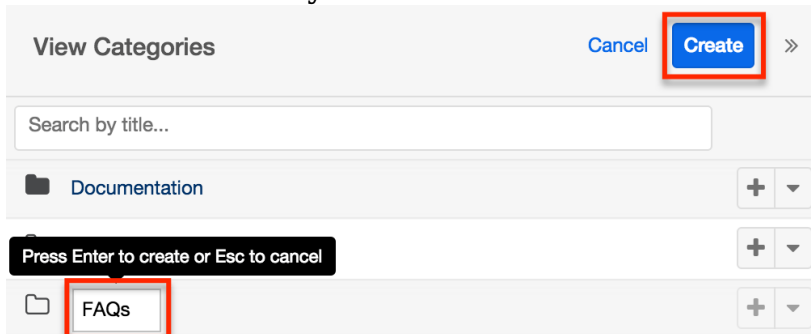 View Categories Cancel Create »
Search by title...
Documentation
Press Enter to create or Esc to cancel
FAQs